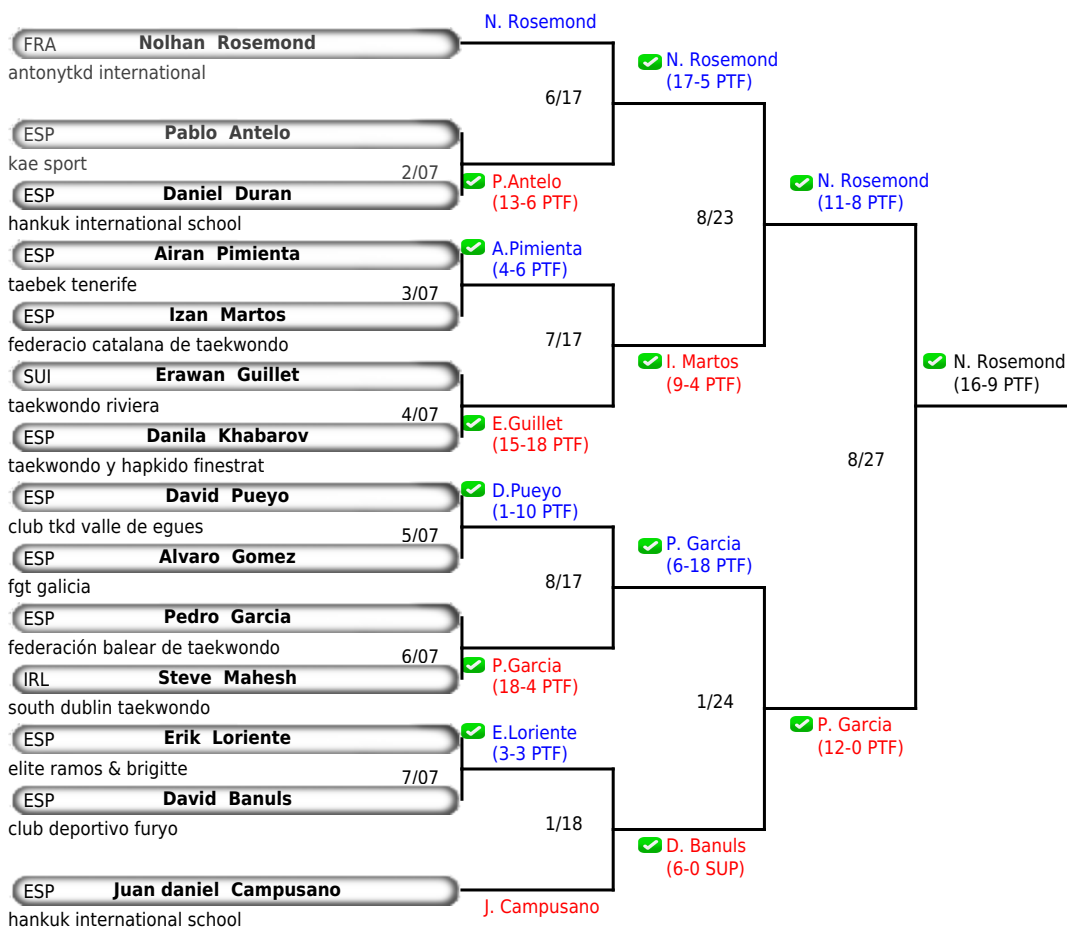 N. Rosemond
FRA Nolhan Rosemond
antonytkd international
N. Rosemond
(17-5 PTF)
6/17
ESP Pablo Antelo
kae sport
2/07
P.Antelo
(13-6 PTF)
ESP Daniel Duran
hankuk international school
N. Rosemond
(11-8 PTF)
8/23
ESP Airan Pimienta
taebek tenerife
A.Pimienta
(4-6 PTF)
3/07
ESP Izan Martos
federacio catalana de taekwondo
7/17
I. Martos
(9-4 PTF)
SUI Erawan Guillet
taekwondo riviera
4/07
E.Guillet
(15-18 PTF)
ESP Danila Khabarov
taekwondo y hapkido finestrat
N. Rosemond
(16-9 PTF)
8/27
ESP David Pueyo
club tkd valle de egues
D.Pueyo
(1-10 PTF)
5/07
ESP Alvaro Gomez
fgt galicia
8/17
P. Garcia
(6-18 PTF)
ESP Pedro Garcia
federación balear de taekwondo
6/07
P.Garcia
(18-4 PTF)
IRL Steve Mahesh
south dublin taekwondo
1/24
P. Garcia
(12-0 PTF)
ESP Erik Loriente
elite ramos & brigitte
E.Loriente
(3-3 PTF)
7/07
ESP David Banuls
club deportivo furyo
1/18
D. Banuls
(6-0 SUP)
ESP Juan daniel Campusano
hankuk international school
J. Campusano